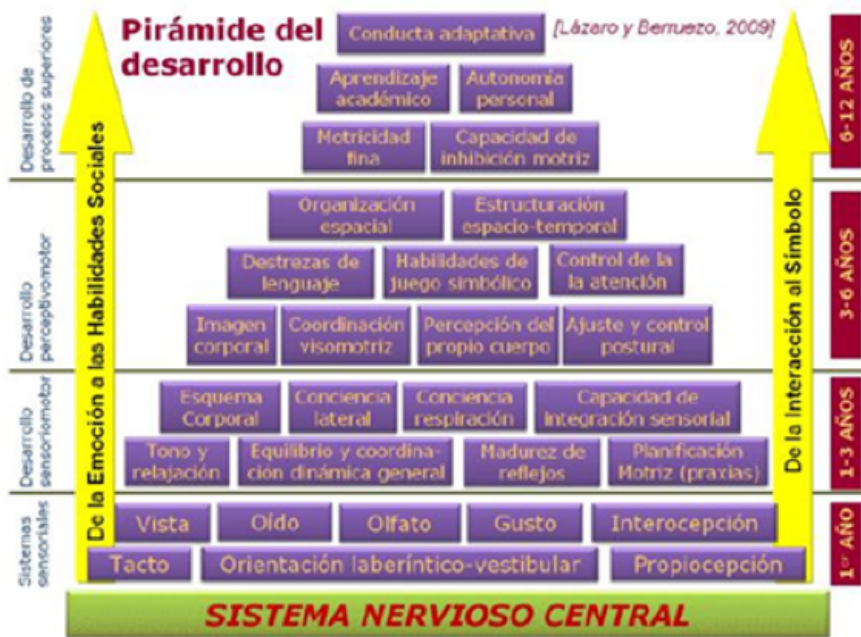 Pirámide del
desarrollo
[Lázaro y Berruezo, 2009]
Conducta adaptativa
Aprendizaje
académico
Autonomía
personal
Motricidad
fina
Capacidad de
inhibición motriz
Desarrollo de
procesos superiores
6-12 AÑOS
Organización
espacial
Estructuración
espacio-temporal
Destrezas de
lenguaje
Habilidades de
juego simbólico
Control de la
la atención
Imagen
corporal
Coordinación
visomotriz
Percepción del
propio cuerpo
Ajuste y control
postural
Desarrollo
perceptivomotor
3-6 AÑOS
Esquema
Corporal
Conciencia
lateral
Conciencia
respiración
Capacidad de
integración sensorial
Tono y
relajación
Equilibrio y coordina-
ción dinámica general
Madurez de
reflejos
Planificación
Motriz (praxias)
Desarrollo
sensoriomotor
1-3 AÑOS
Vista
Oído
Olfato
Gusto
Interocepción
Tacto
Orientación laberíntico-vestibular
Propiocepción
Sistemas
sensoriales
1er AÑO
De la Emoción a las Habilidades Sociales
De la Interacción al Símbolo
SISTEMA NERVIOSO CENTRAL